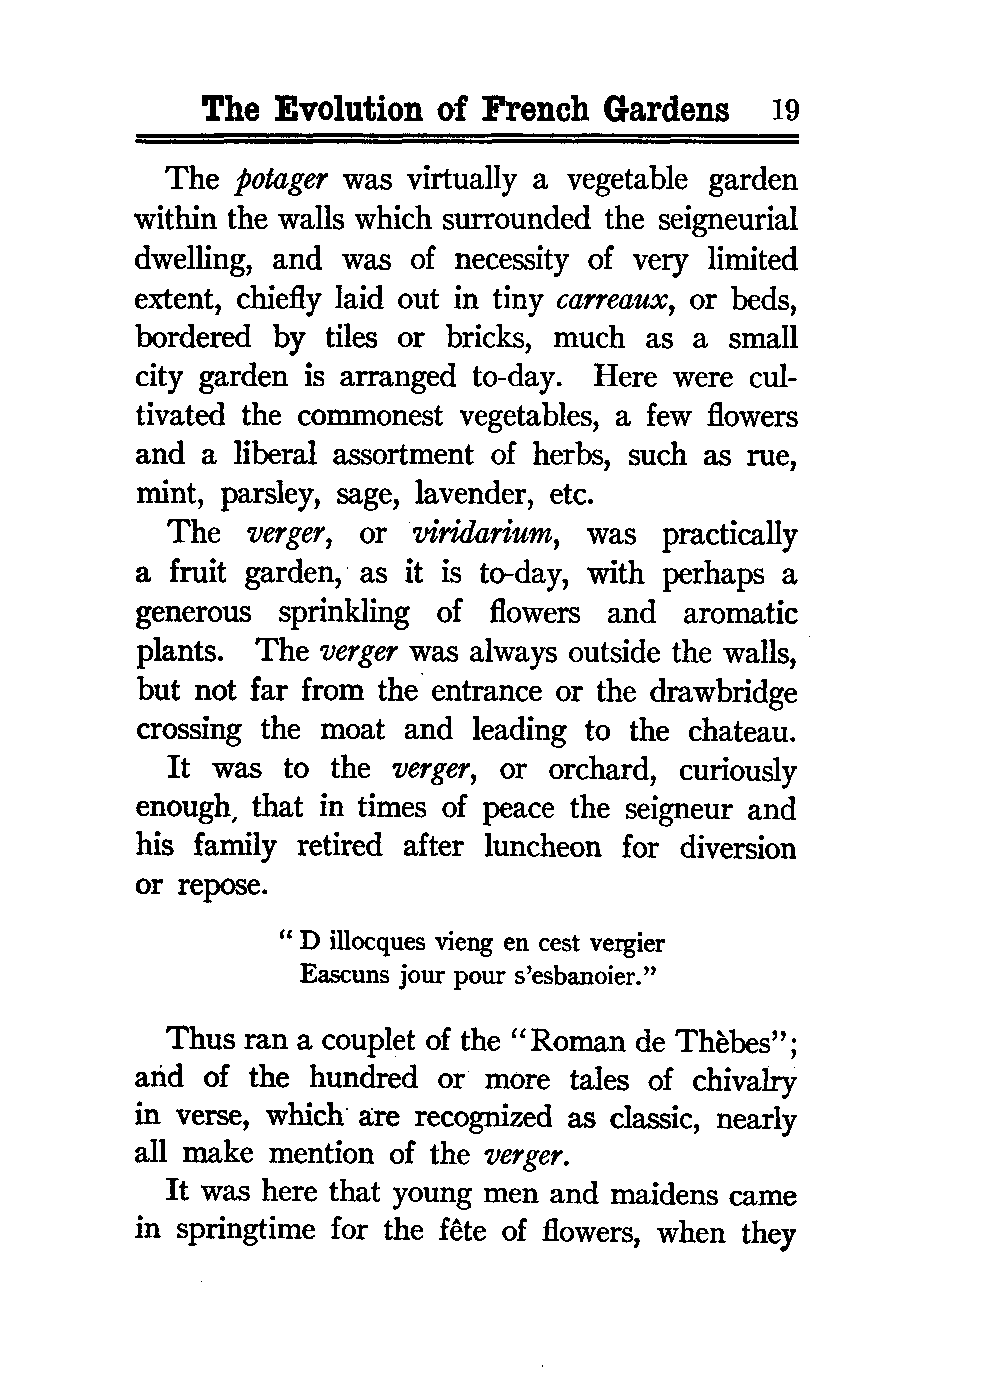 The Evolution of French Gardens 19
The potager was virtually a vegetable garden
within the walls which surrounded the seigneurial
dwelling, and was of necessity of very limited
extent, chiefly laid out in tiny carreaux, or beds,
bordered by tiles or bricks, much as a small
city garden is arranged to-day. Here were cul-
tivated the commonest vegetables, a few flowers
and a liberal assortment of herbs, such as rue,
mint, parsley, sage, lavender, etc.
The verger, or viridarium, was practically
a fruit garden, as it is to-day, with perhaps a
generous sprinkling of flowers and aromatic
plants. The verger was always outside the walls,
but not far from the entrance or the drawbridge
crossing the moat and leading to the chateau.
It was to the verger, or orchard, curiously
enough, that in times of peace the seigneur and
his family retired after luncheon for diversion
or repose.
“ D illocques vieng en cest vergier
Eascuns jour pour s’esbanoier.”
Thus ran a couplet of the “Roman de Thèbes”;
and of the hundred or more tales of chivalry
in verse, which are recognized as classic, nearly
all make mention of the verger.
It was here that young men and maidens came
in springtime for the fête of flowers, when they